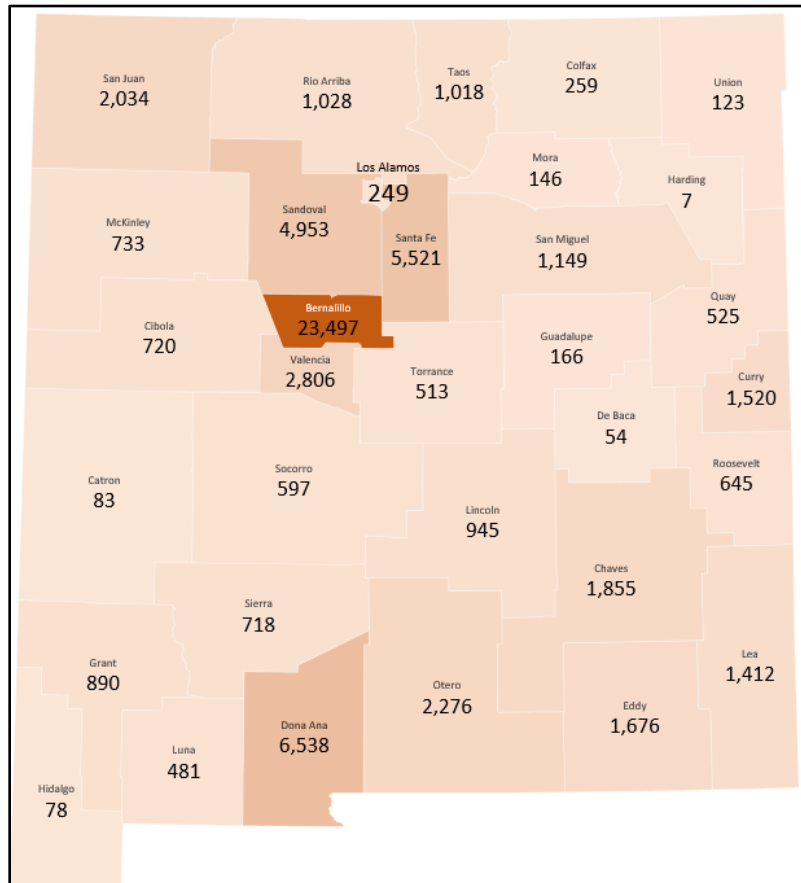 San Juan
2,034
Rio Arriba
1,028
Taos
1,018
Colfax
259
Union
123
Los Alamos
249
Mora
146
Harding
7
McKinley
733
Sandoval
4,953
Santa Fe
5,521
San Miguel
1,149
Quay
525
Bernalillo
23,497
Cibola
720
Valencia
2,806
Torrance
513
Guadalupe
166
Curry
1,520
De Baca
54
Catron
83
Socorro
597
Lincoln
945
Roosevelt
645
Chaves
1,855
Sierra
718
Grant
890
Dona Ana
6,538
Otero
2,276
Eddy
1,676
Lea
1,412
Luna
481
Hidalgo
78